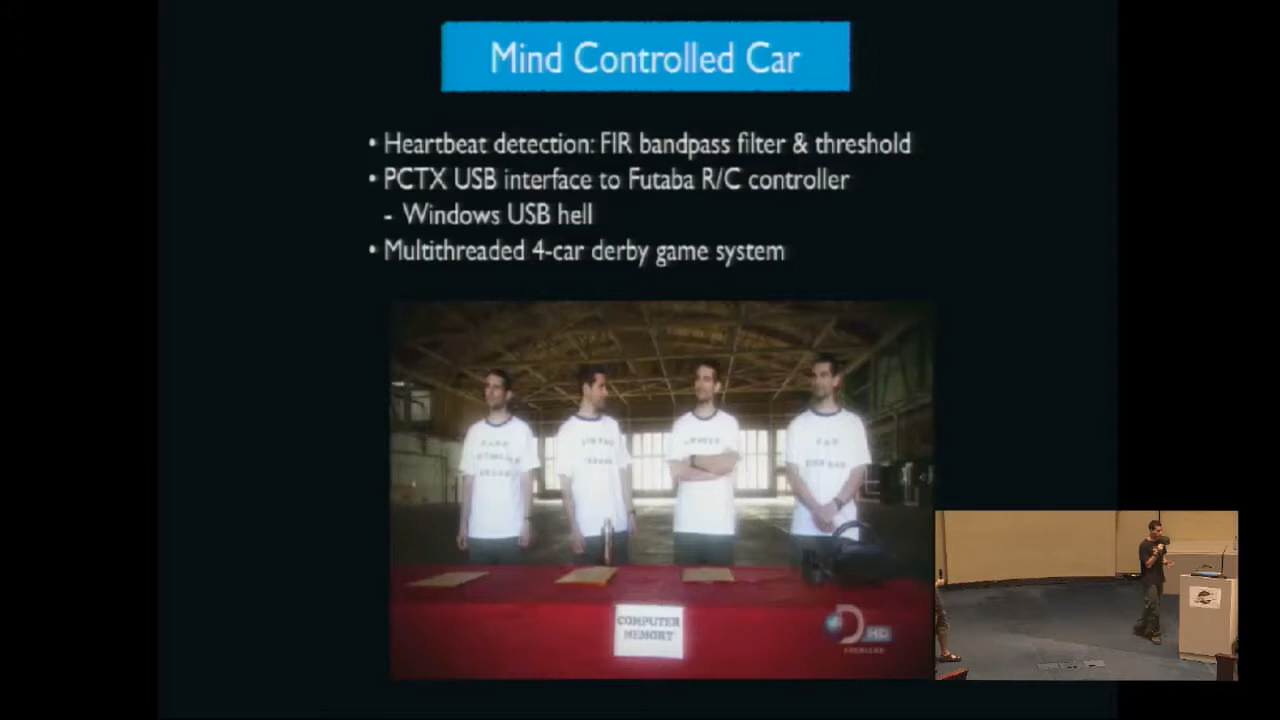 Mind Controlled Car
• Heartbeat detection: FIR bandpass filter & threshold
• PCTX USB interface to Futaba R/C controller
- Windows USB hell
• Multithreaded 4-car derby game system
COMPUTER
MEMORY
D HD
PREMIERE